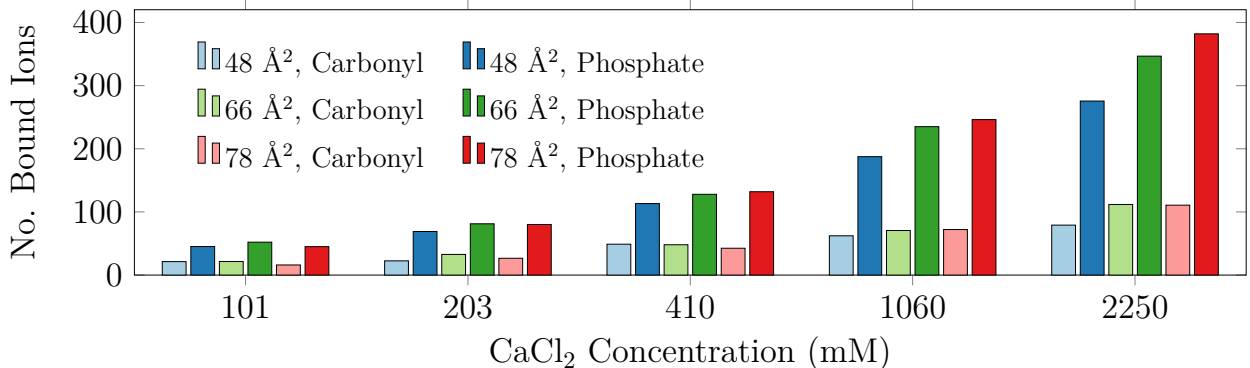 No. Bound Ions
400
300
200
100
0
48 Å², Carbonyl 48 Å², Phosphate
66 Å², Carbonyl 66 Å², Phosphate
78 Å², Carbonyl 78 Å², Phosphate
101 203 410 1060 2250
CaCl₂ Concentration (mM)